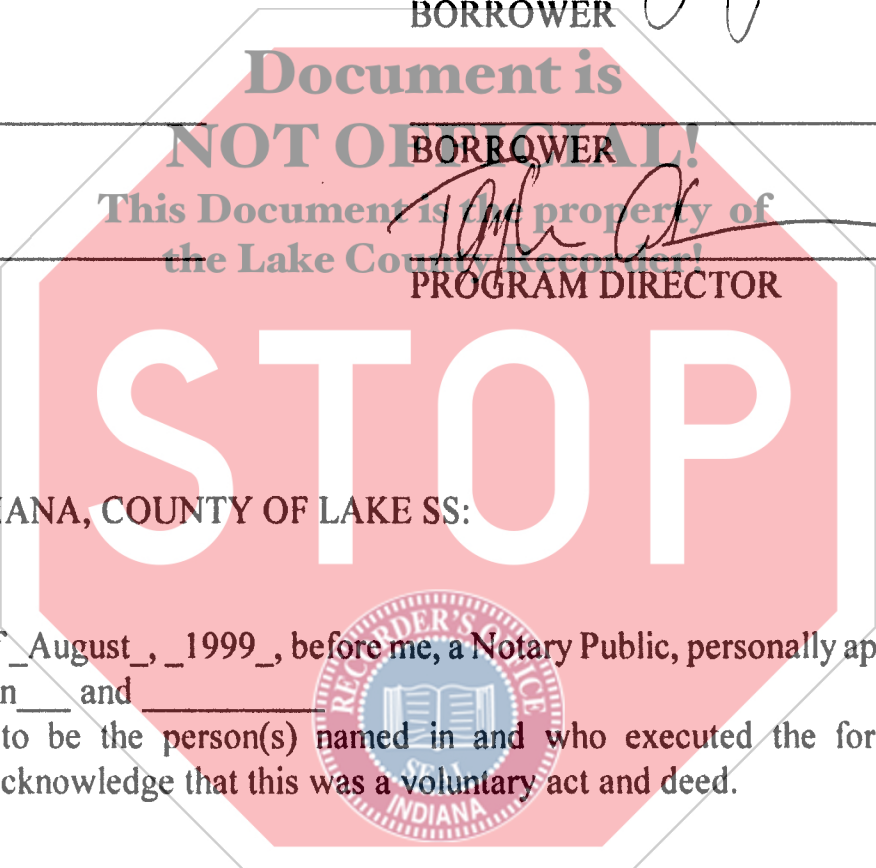 BORROWER
Document is
NOT OFFICIAL!
BORROWER
This Document is the property of
the Lake County Recorder!
PROGRAM DIRECTOR
STOP
IANA, COUNTY OF LAKE SS:
_August_, _1999_, before me, a Notary Public, personally ap
n___ and ___________
to be the person(s) named in and who executed the for
cknowledge that this was a voluntary act and deed.
RECORDER'S OFFICE
SEAL
INDIANA